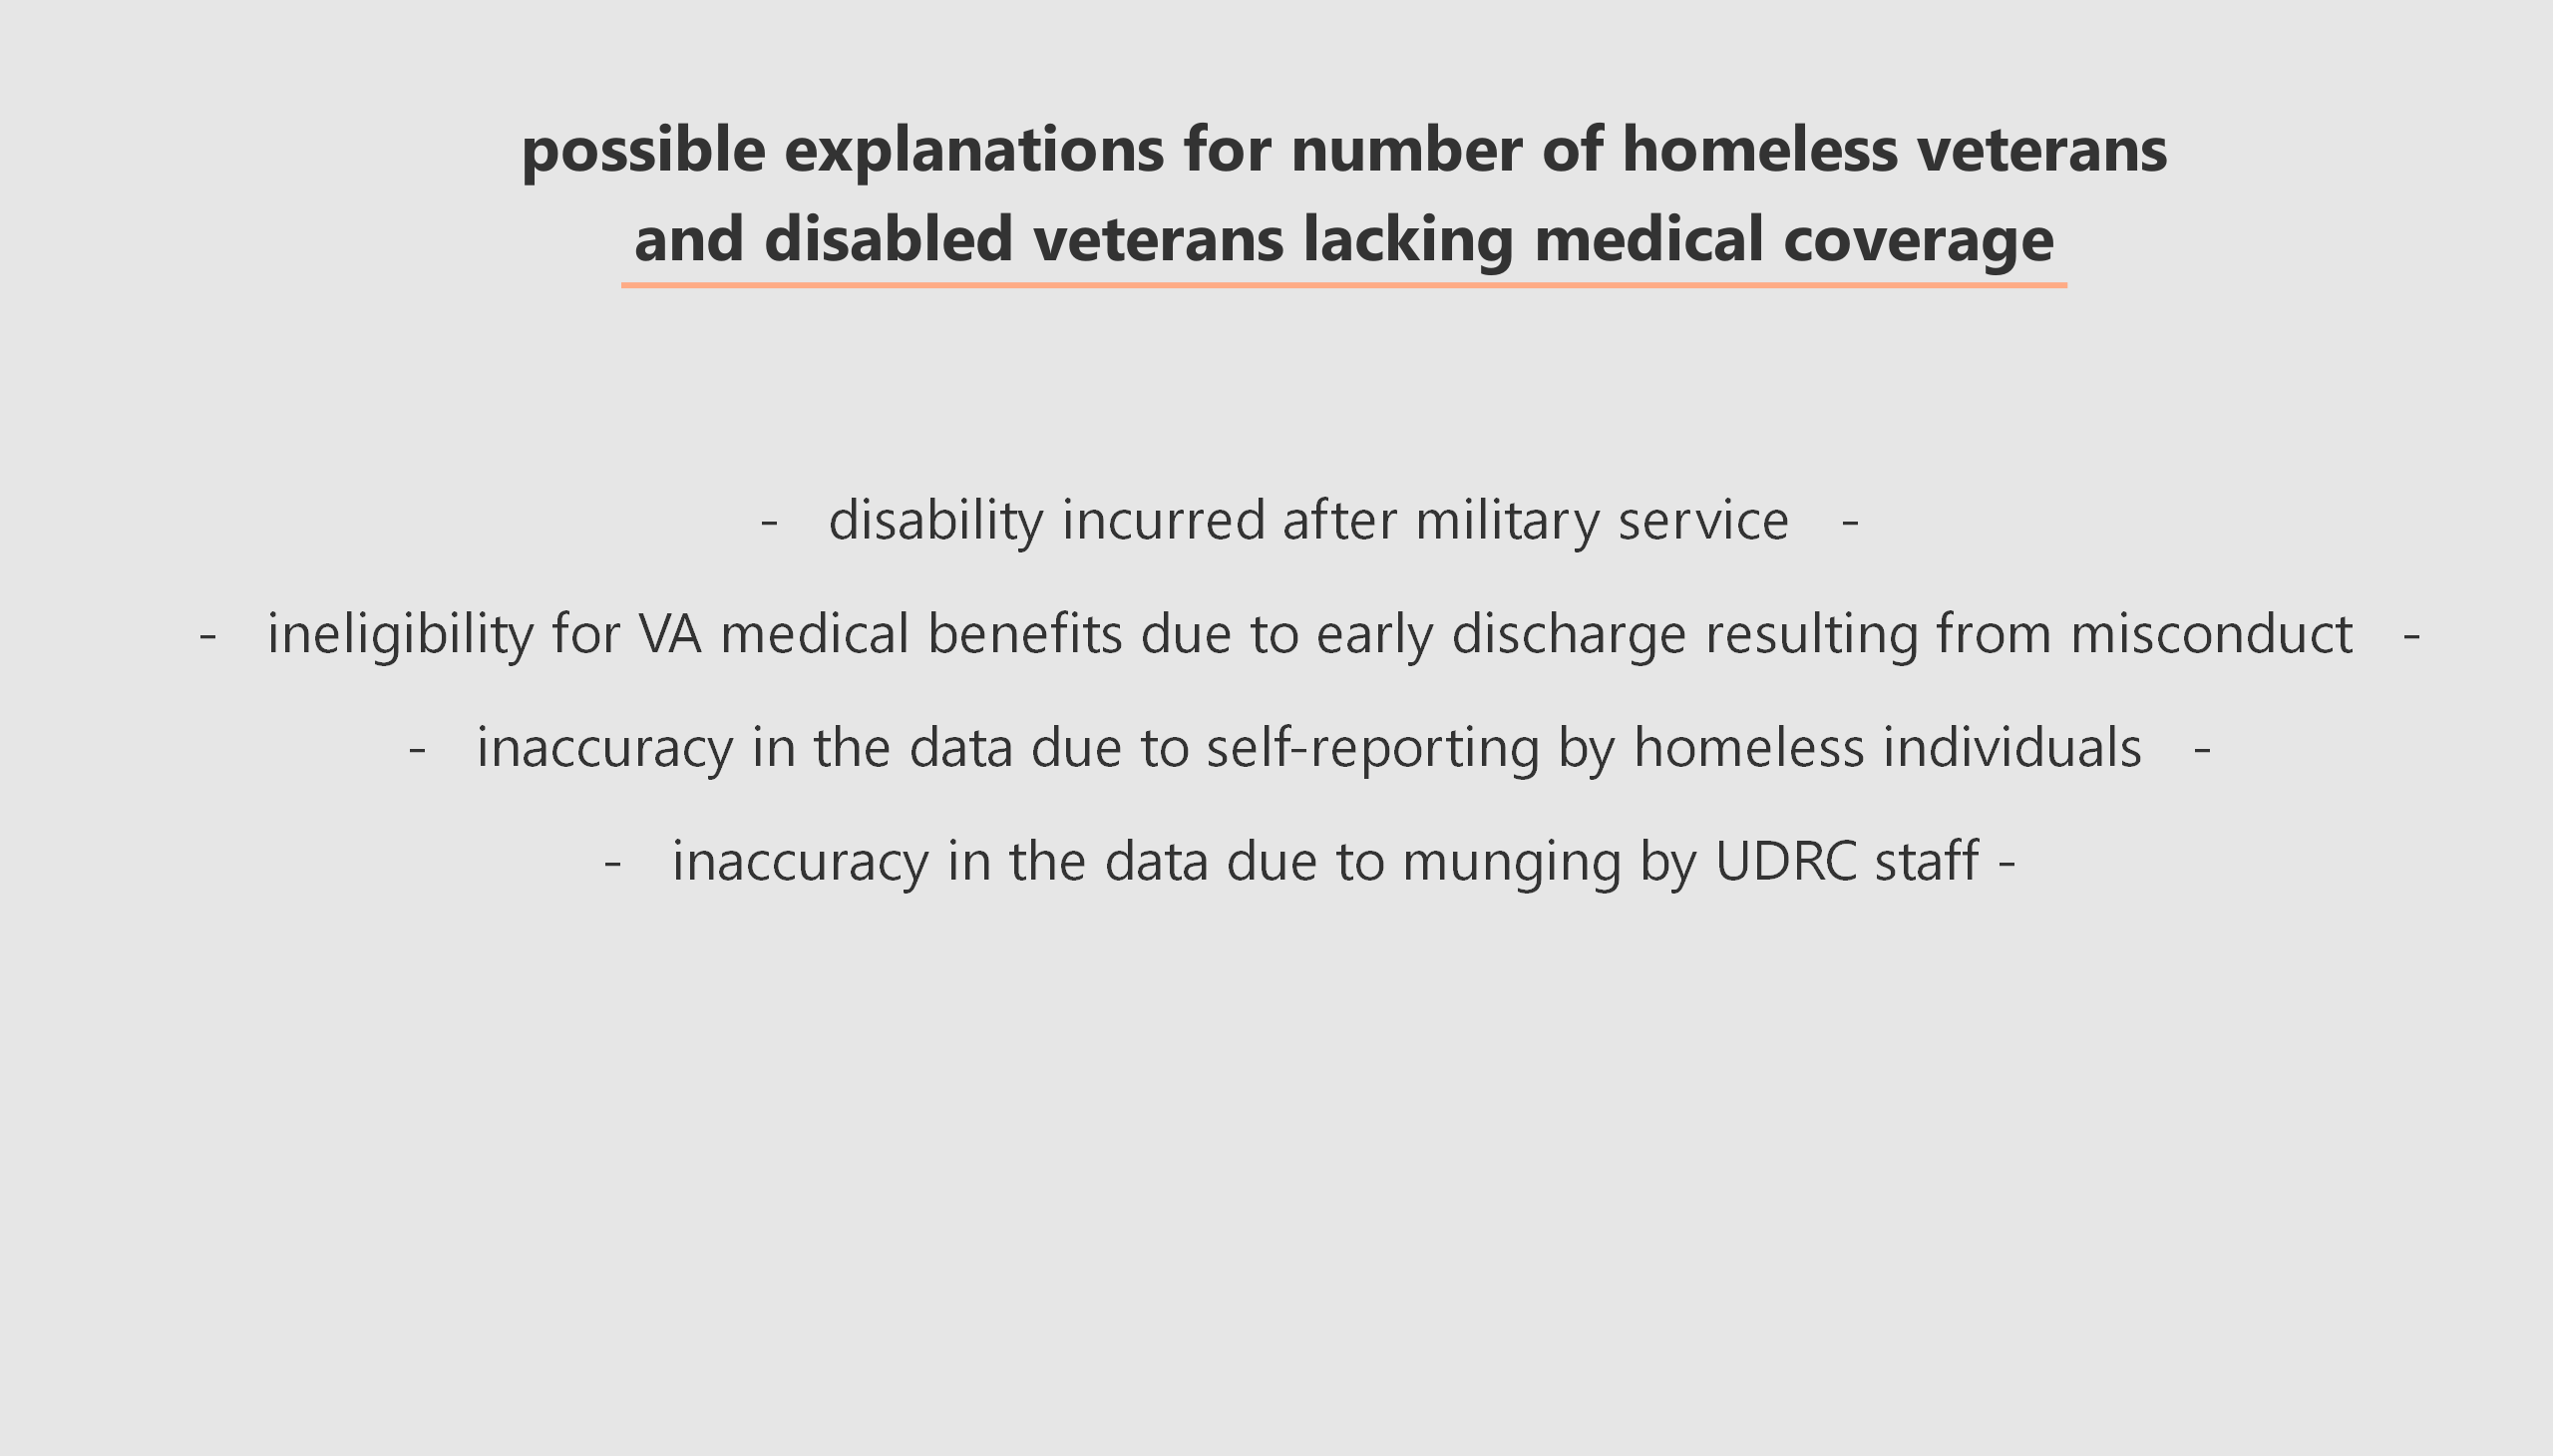 possible explanations for number of homeless veterans
and disabled veterans lacking medical coverage
- disability incurred after military service -
- ineligibility for VA medical benefits due to early discharge resulting from misconduct -
- inaccuracy in the data due to self-reporting by homeless individuals -
- inaccuracy in the data due to munging by UDRC staff -